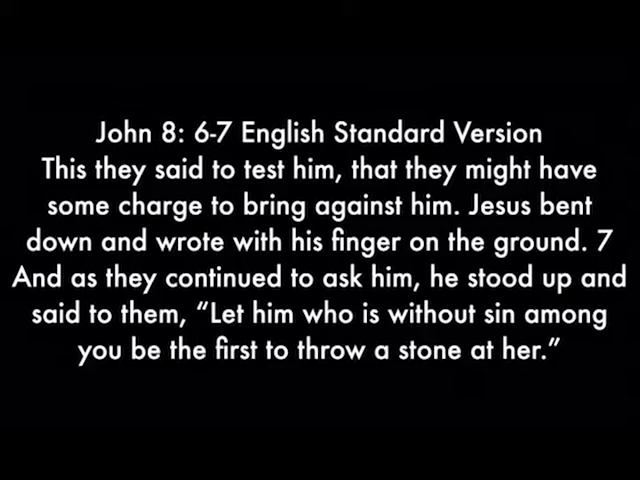 John 8: 6-7 English Standard Version
This they said to test him, that they might have
some charge to bring against him. Jesus bent
down and wrote with his finger on the ground. 7
And as they continued to ask him, he stood up and
said to them, “Let him who is without sin among
you be the first to throw a stone at her.”